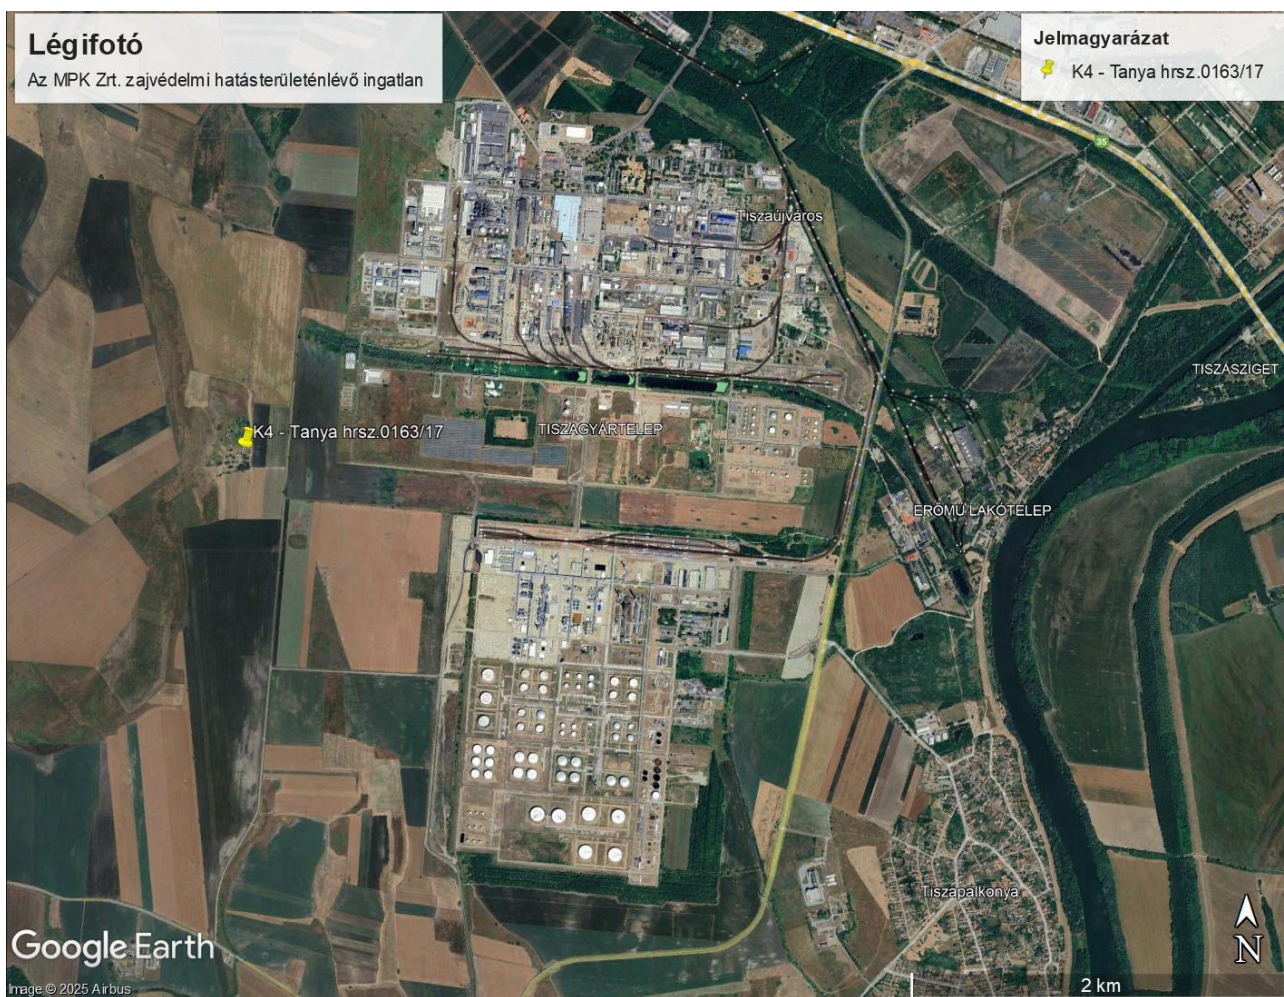 Légifotó
Az MPK Zrt. zajvédelmi hatásterületénlévő ingatlan
Jelmagyarázat
K4 - Tanya hrsz.0163/17
35
Tiszaújváros
TISZASZIGET
K4 - Tanya hrsz.0163/17
TISZAGYÁRTELEP
ERŐMŰ LAKÓTELEP
Tiszapalkonya
Google Earth
N
Image © 2025 Airbus
2 km